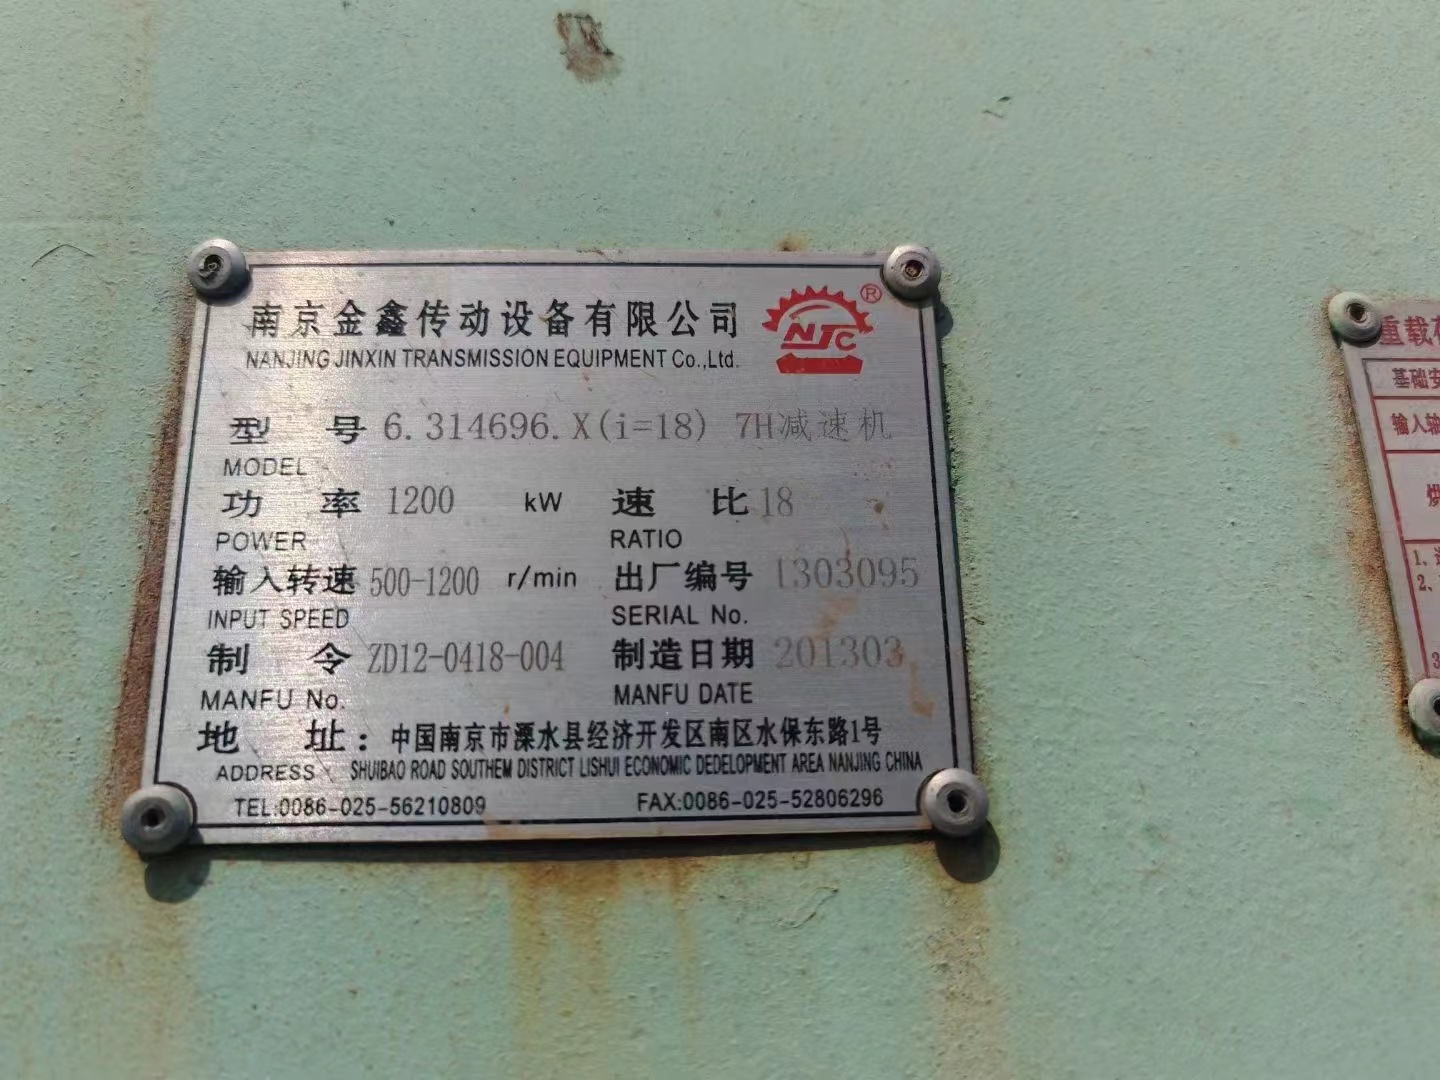 南京金鑫传动设备有限公司
NANJING JINXIN TRANSMISSION EQUIPMENT Co.,Ltd.
NJC ®
型 号 6.314696.X(i=18) 7H减速机
MODEL
功 率 1200 kW 速 比 18
POWER RATIO
输入转速 500-1200 r/min 出厂编号 1303095
INPUT SPEED SERIAL No.
制 令 ZD12-0418-004 制造日期 201303
MANFU No. MANFU DATE
地 址：中国南京市溧水县经济开发区南区水保东路1号
ADDRESS SHUIBAO ROAD SOUTHEM DISTRICT LISHUI ECONOMIC DEDELOPMENT AREA NANJING CHINA
TEL:0086-025-56210809 FAX:0086-025-52806296
重载
基础安
输入轴
1、
2、
3